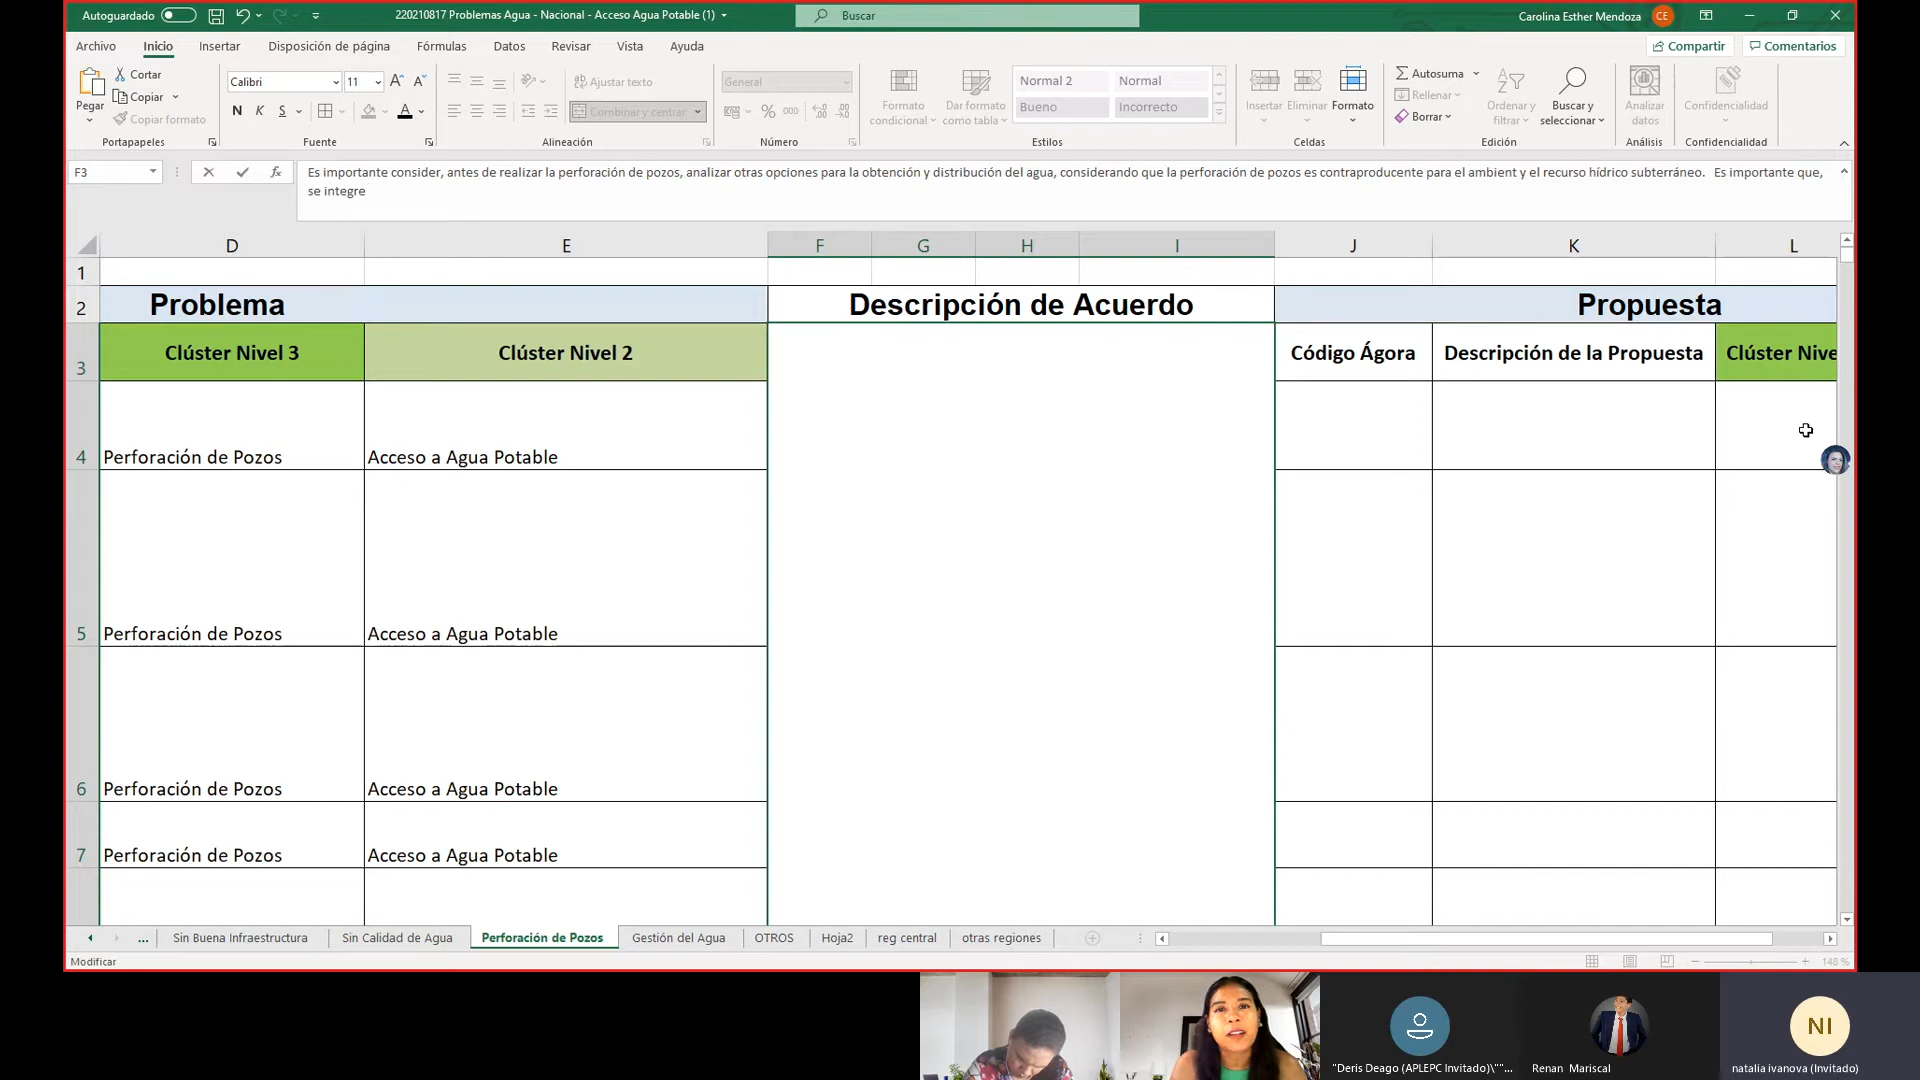 Autoguardado 220210817 Problemas Agua - Nacional - Acceso Agua Potable (1) Buscar Carolina Esther Mendoza CE
Archivo Inicio Insertar Disposición de página Fórmulas Datos Revisar Vista Ayuda Compartir Comentarios
Pegar
Cortar
Copiar
Copiar formato
Portapapeles
Calibri 11
N K S
Fuente
Ajustar texto
Combinar y centrar
Alineación
General
% 000
Número
Formato condicional
Dar formato como tabla
Normal 2 Normal
Bueno Incorrecto
Estilos
Insertar Eliminar Formato
Celdas
Autosuma
Rellenar
Borrar
Ordenar y filtrar
Buscar y seleccionar
Edición
Analizar datos
Análisis
Confidencialidad
Confidencialidad
F3 fx Es importante consider, antes de realizar la perforación de pozos, analizar otras opciones para la obtención y distribución del agua, considerando que la perforación de pozos es contraproducente para el ambient y el recurso hídrico subterráneo. Es importante que,
se integre
D E F G H I J K L
1
2 Problema Descripción de Acuerdo Propuesta
3 Clúster Nivel 3 Clúster Nivel 2 Código Ágora Descripción de la Propuesta Clúster Nive
4 Perforación de Pozos Acceso a Agua Potable
5 Perforación de Pozos Acceso a Agua Potable
6 Perforación de Pozos Acceso a Agua Potable
7 Perforación de Pozos Acceso a Agua Potable
... Sin Buena Infraestructura Sin Calidad de Agua Perforación de Pozos Gestión del Agua OTROS Hoja2 reg central otras regiones
Modificar 148 %
NI
"Deris Deago (APLEPC Invitado)\""... Renan Mariscal natalia ivanova (Invitado)